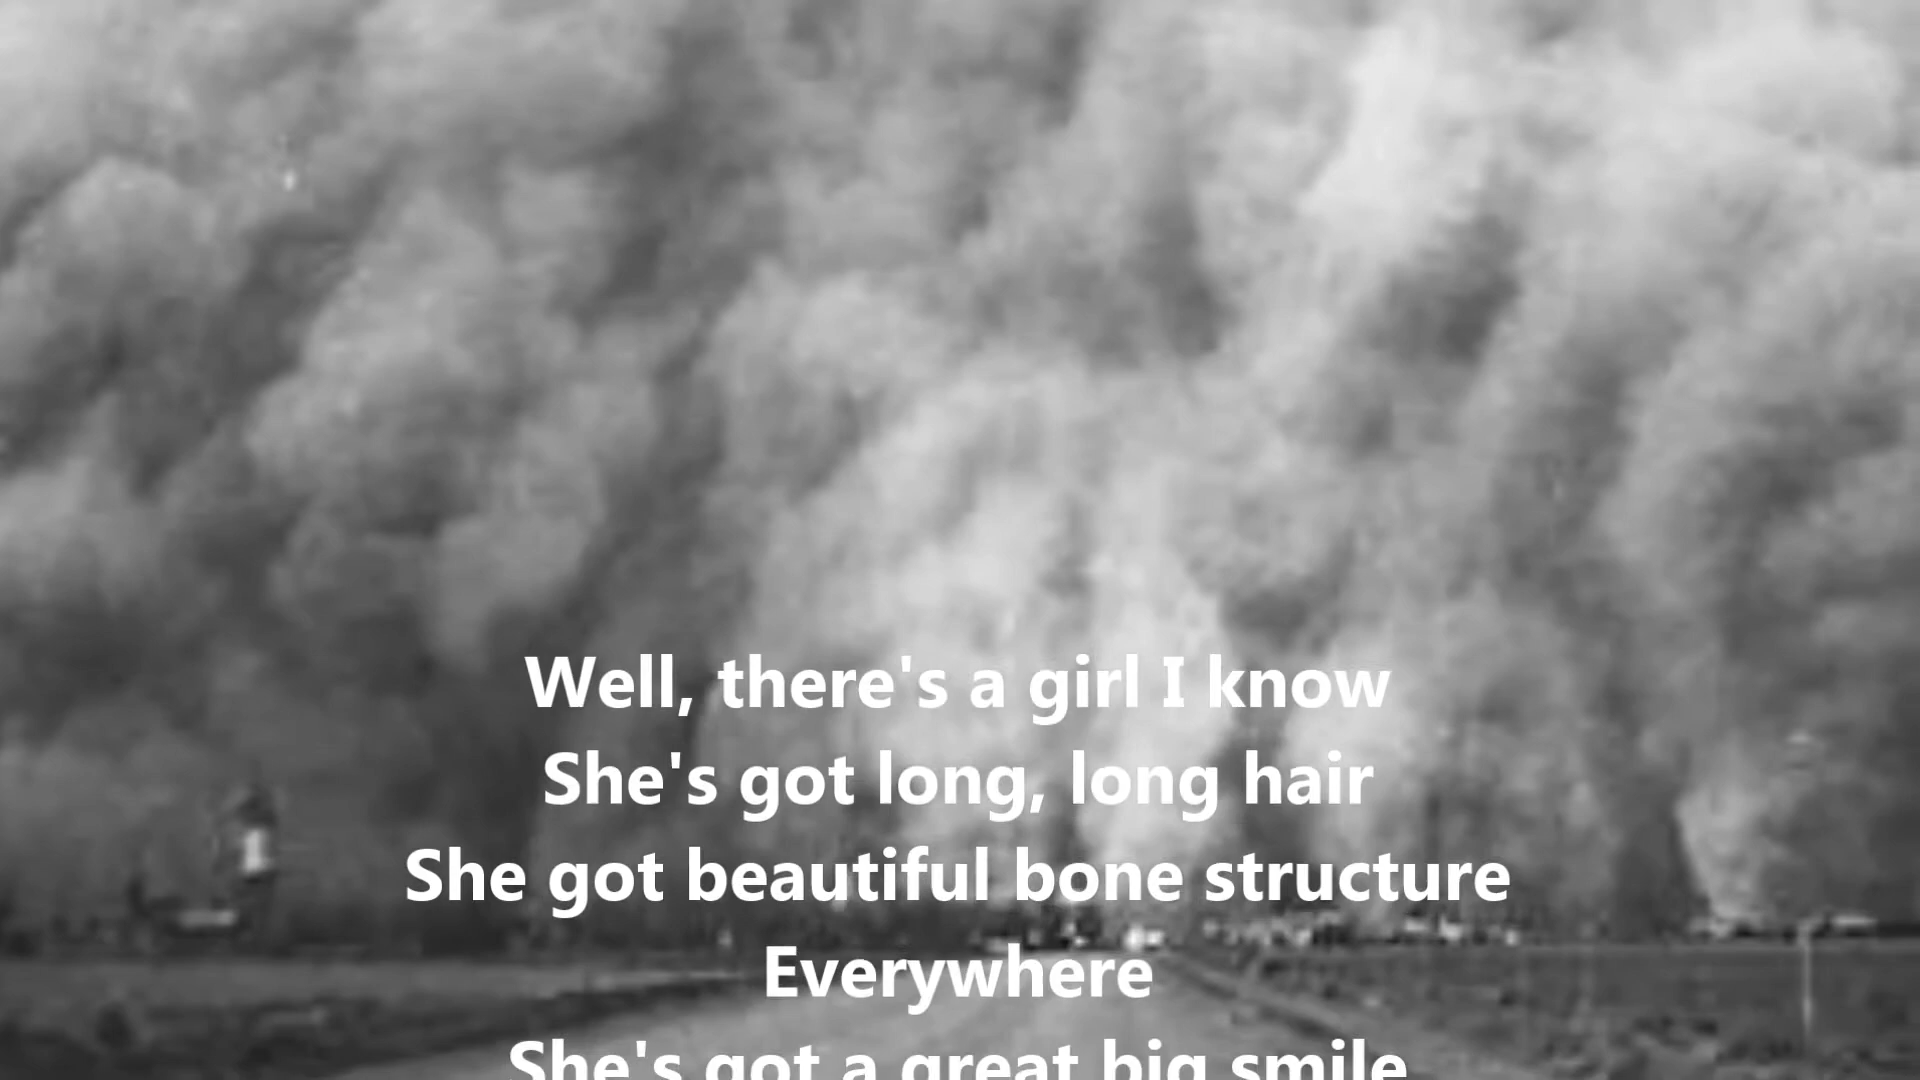 Well, there's a girl I know
She's got long, long hair
She got beautiful bone structure
Everywhere
She's got a great big smile